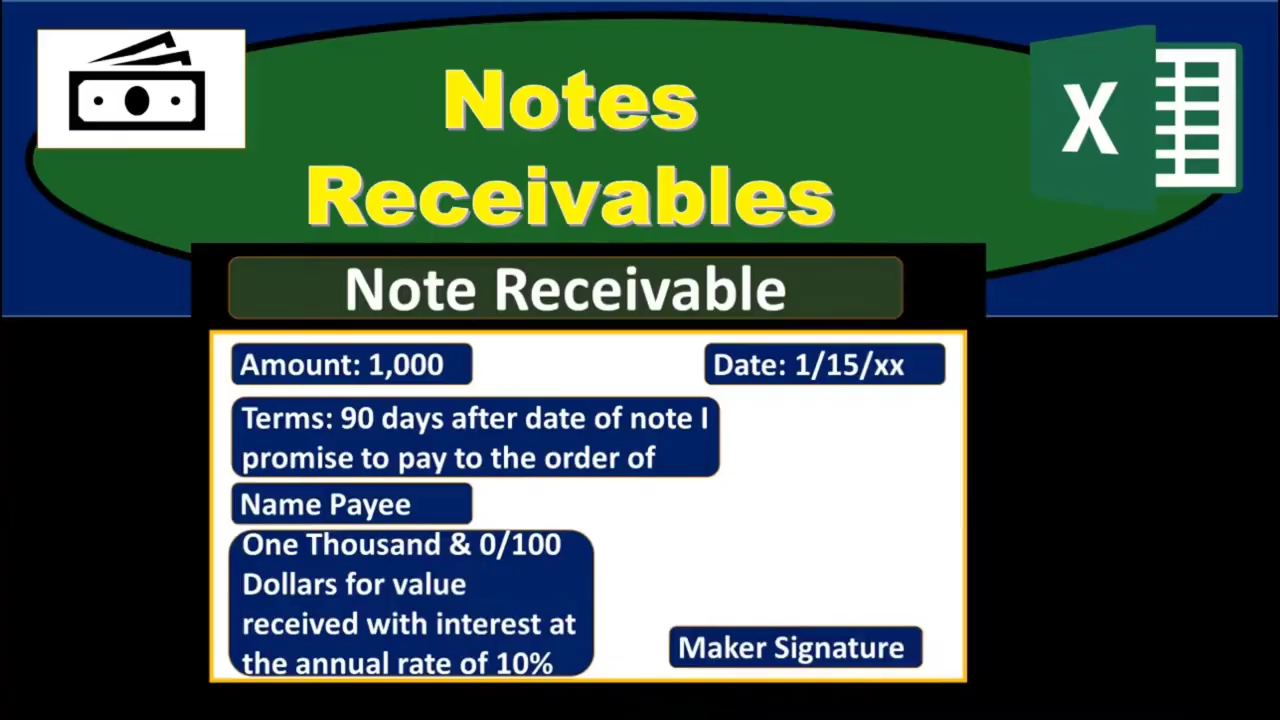 Notes
Receivables
X
Note Receivable
Amount: 1,000
Date: 1/15/xx
Terms: 90 days after date of note I
promise to pay to the order of
Name Payee
One Thousand & 0/100
Dollars for value
received with interest at
the annual rate of 10%
Maker Signature